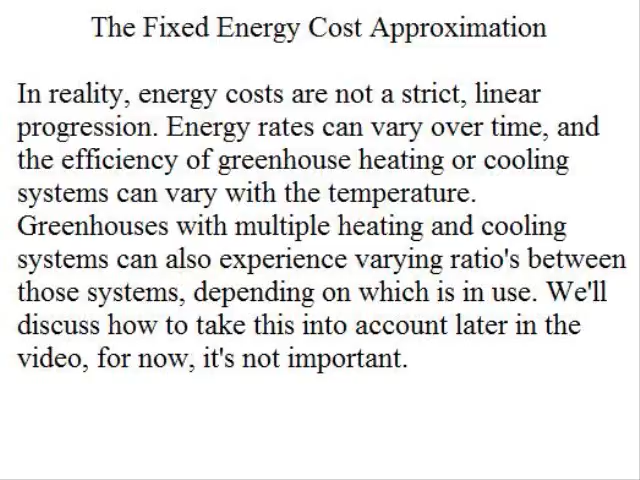 The Fixed Energy Cost Approximation
In reality, energy costs are not a strict, linear
progression. Energy rates can vary over time, and
the efficiency of greenhouse heating or cooling
systems can vary with the temperature.
Greenhouses with multiple heating and cooling
systems can also experience varying ratio's between
those systems, depending on which is in use. We'll
discuss how to take this into account later in the
video, for now, it's not important.